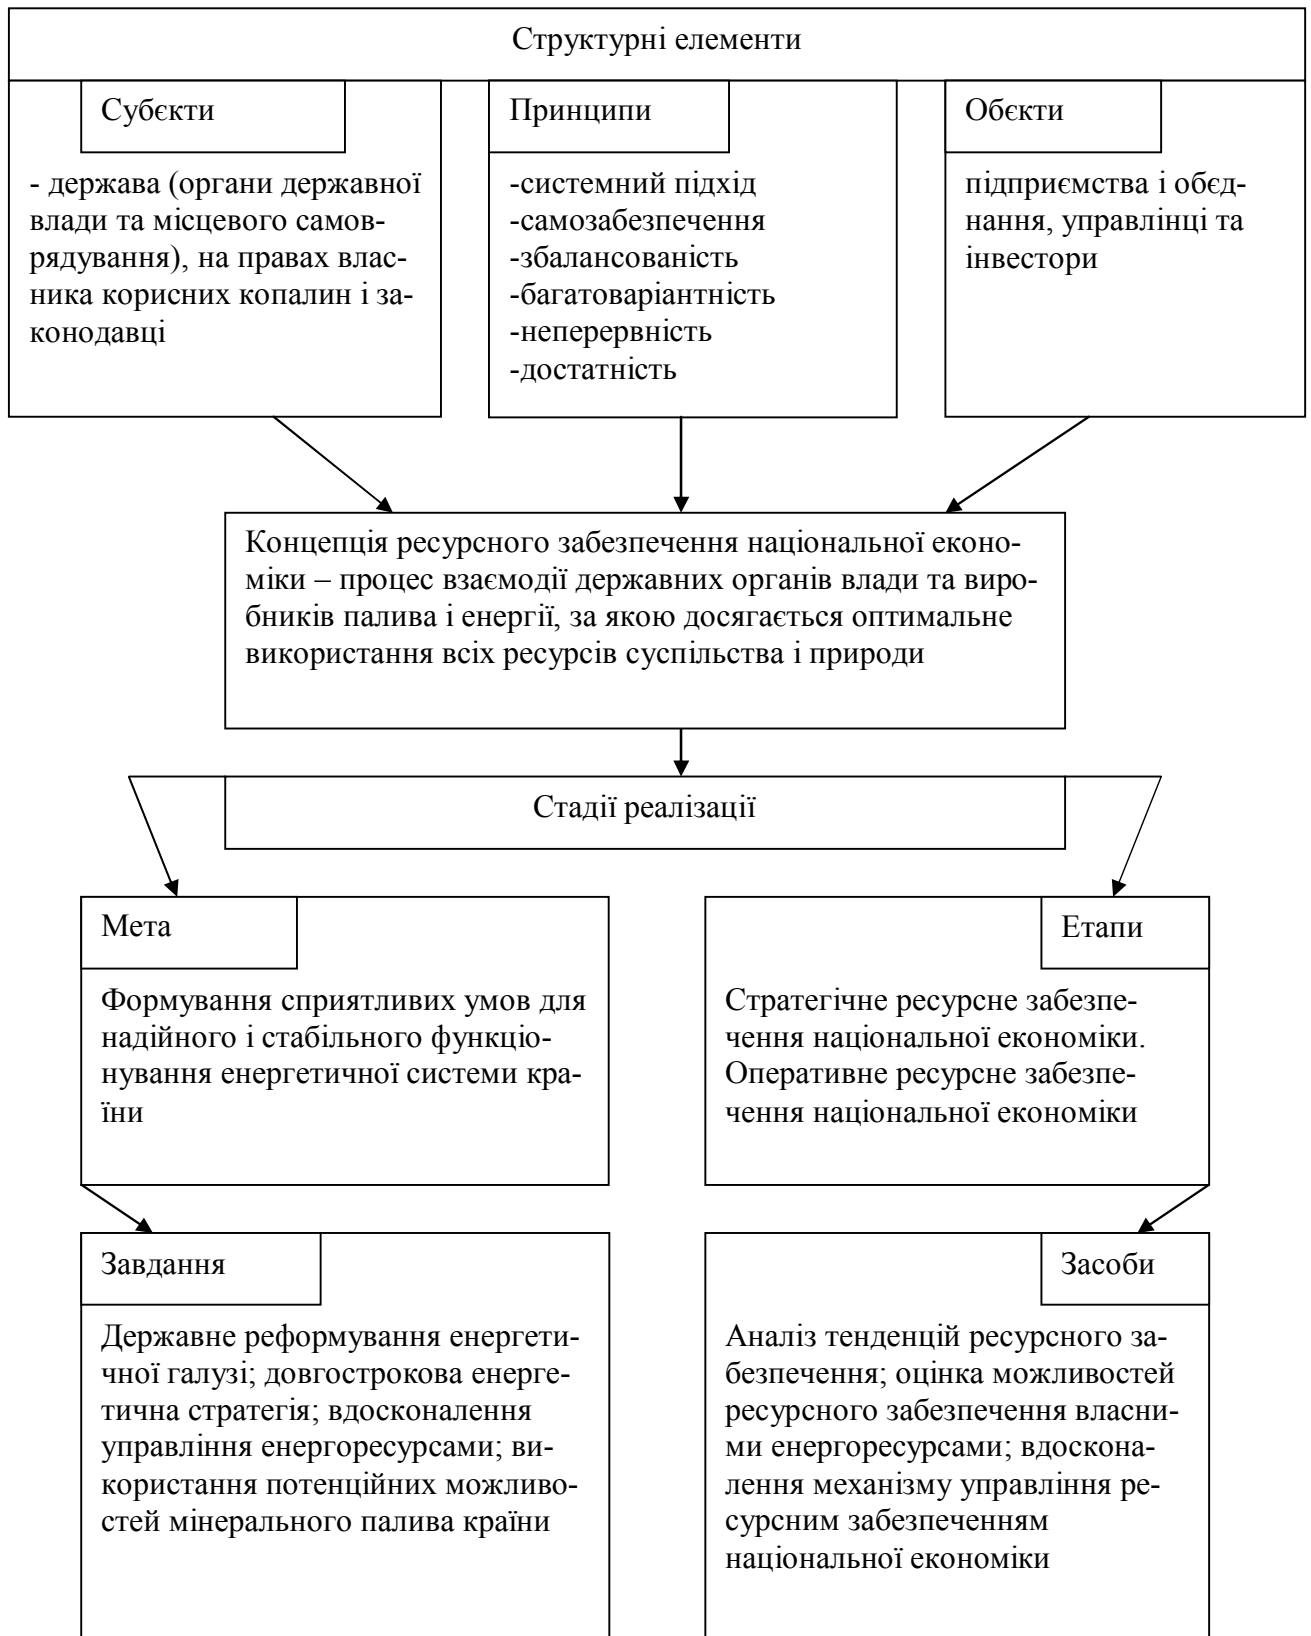 Структурні елементи
Субєкти
- держава (органи державної
влади та місцевого самов-
рядування), на правах влас-
ника корисних копалин і за-
конодавці
Принципи
-системний підхід
-самозабезпечення
-збалансованість
-багатоваріантність
-неперервність
-достатність
Обєкти
підприємства і обєд-
нання, управлінці та
інвестори
Концепція ресурсного забезпечення національної еконо-
міки – процес взаємодії державних органів влади та виро-
бників палива і енергії, за якою досягається оптимальне
використання всіх ресурсів суспільства і природи
Стадії реалізації
Мета
Формування сприятливих умов для
надійного і стабільного функціо-
нування енергетичної системи кра-
їни
Етапи
Стратегічне ресурсне забезпе-
чення національної економіки.
Оперативне ресурсне забезпе-
чення національної економіки
Завдання
Державне реформування енергети-
чної галузі; довгострокова енерге-
тична стратегія; вдосконалення
управління енергоресурсами; ви-
користання потенційних можливо-
стей мінерального палива країни
Засоби
Аналіз тенденцій ресурсного за-
безпечення; оцінка можливостей
ресурсного забезпечення власни-
ми енергоресурсами; вдоскона-
лення механізму управління ре-
сурсним забезпеченням
національної економіки